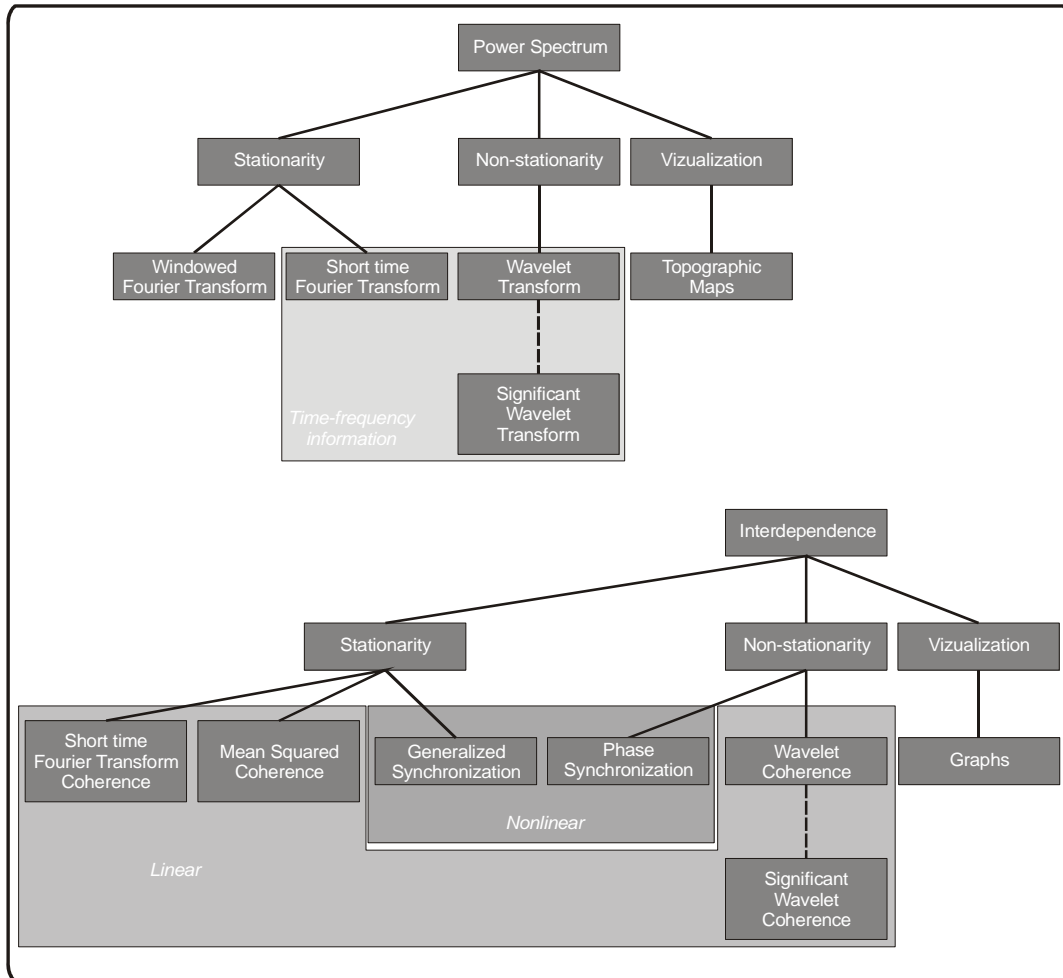 Power Spectrum
Stationarity
Non-stationarity
Vizualization
Windowed
Fourier Transform
Short time
Fourier Transform
Wavelet
Transform
Topographic
Maps
Time-frequency
information
Significant
Wavelet
Transform
Interdependence
Stationarity
Non-stationarity
Vizualization
Short time
Fourier Transform
Coherence
Mean Squared
Coherence
Generalized
Synchronization
Phase
Synchronization
Wavelet
Coherence
Graphs
Nonlinear
Linear
Significant
Wavelet
Coherence